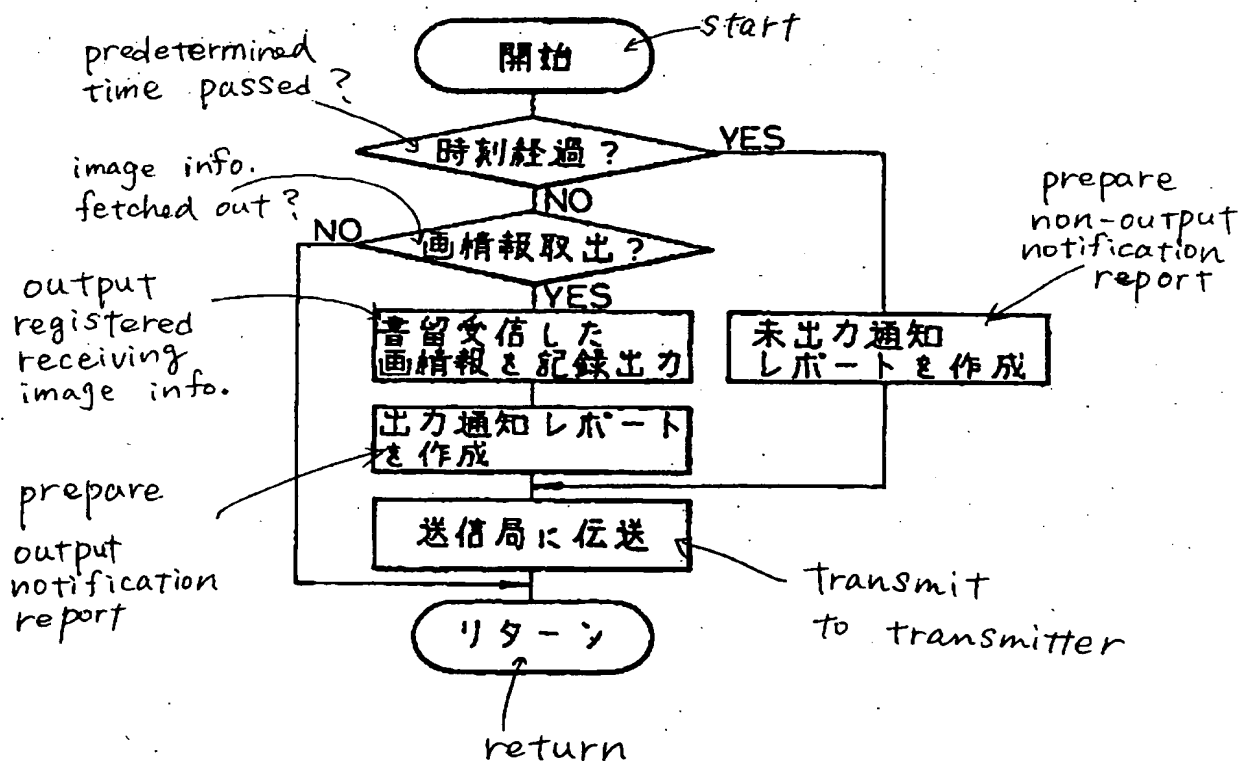 start
開始
predetermined
time passed?
時刻経過?
YES
NO
image info.
fetched out?
NO
画情報取出?
YES
prepare
non-output
notification
report
output
registered
receiving
image info.
書留受信した
画情報を記録出力
未出力通知
レポートを作成
出力通知レポート
を作成
prepare
output
notification
report
送信局に伝送
transmit
to transmitter
リターン
return